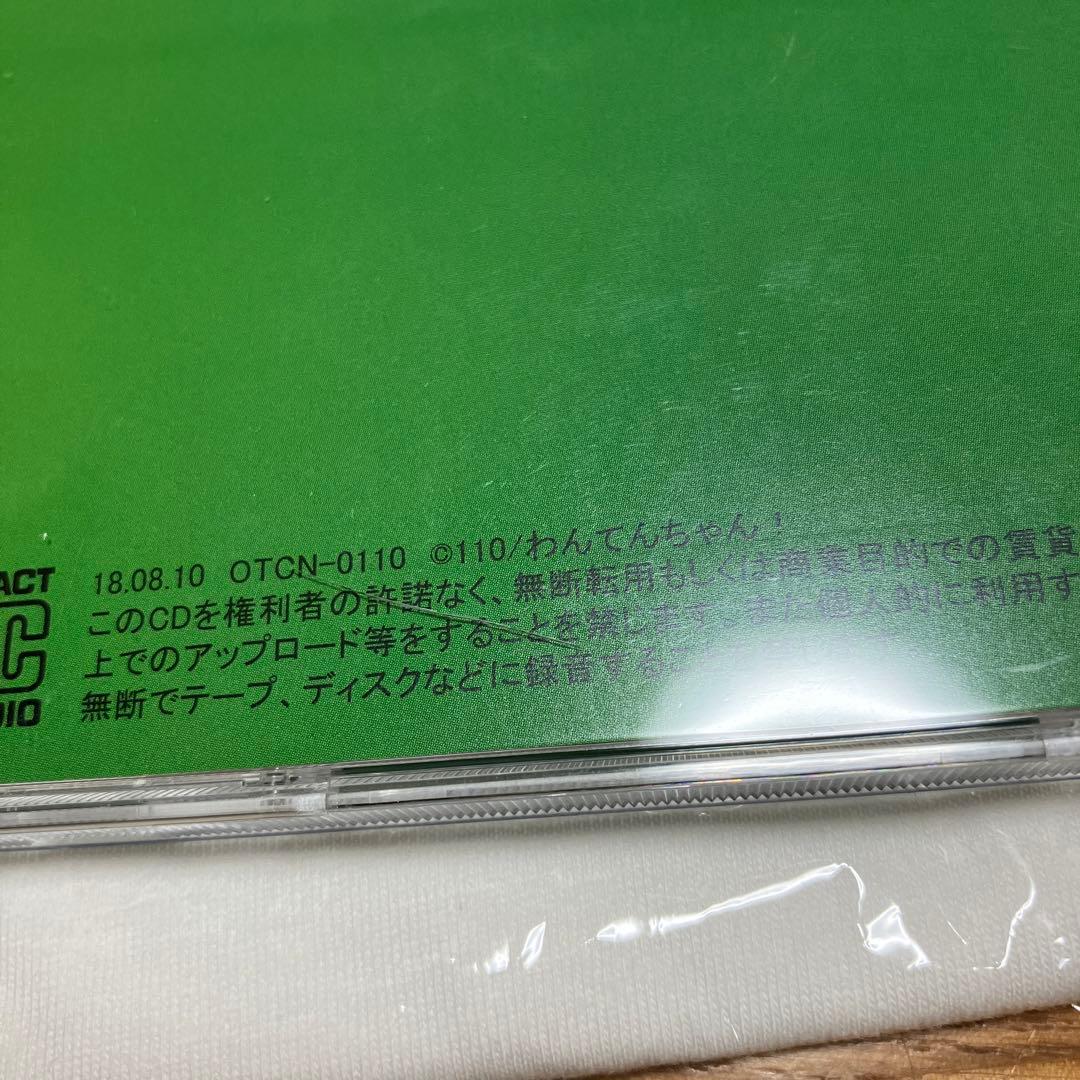 18.08.10 OTCN-0110 ©110/わんてんちゃん!
このCDを権利者の許諾なく、無断転用もしくは商業目的での賃貨
上でのアップロード等をすることを禁じます。また個人的に利用す
無断でテープ、ディスクなどに録音するこ
ACT
DIO